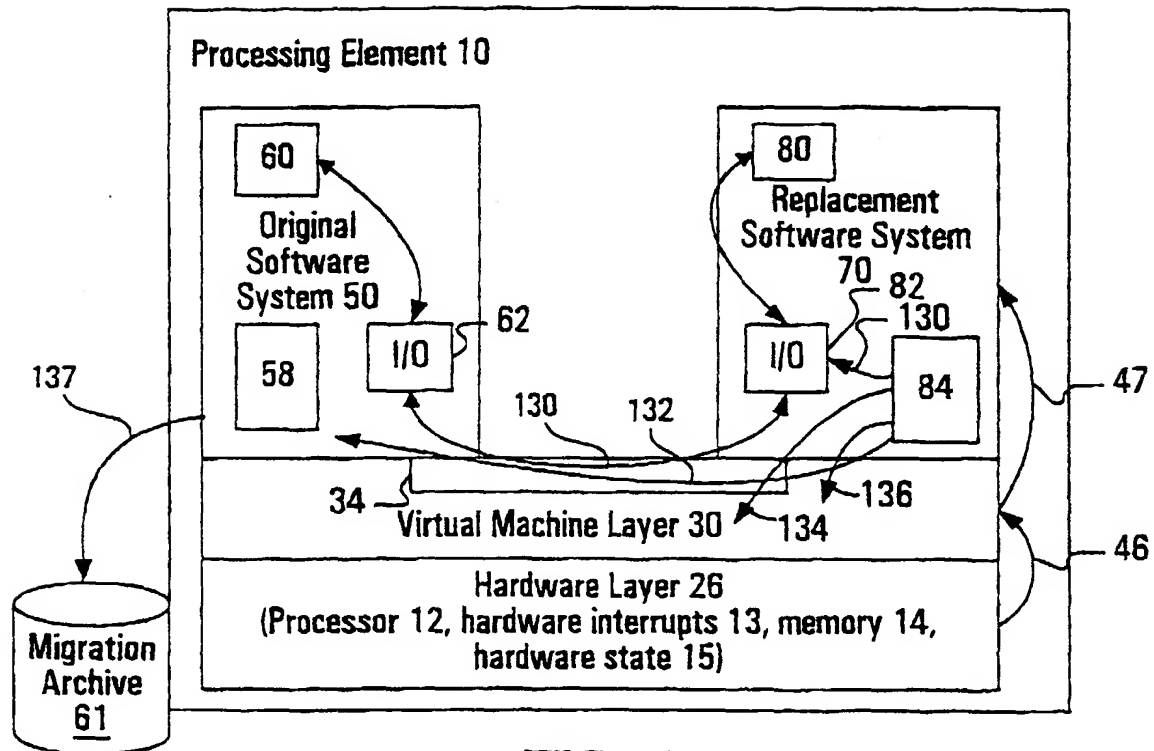 Processing Element 10
60
Original
Software
System 50
58
I/O
62
80
Replacement
Software System
70
82
130
I/O
84
47
137
130
132
34
136
134
Virtual Machine Layer 30
46
Hardware Layer 26
(Processor 12, hardware interrupts 13, memory 14,
hardware state 15)
Migration
Archive
61